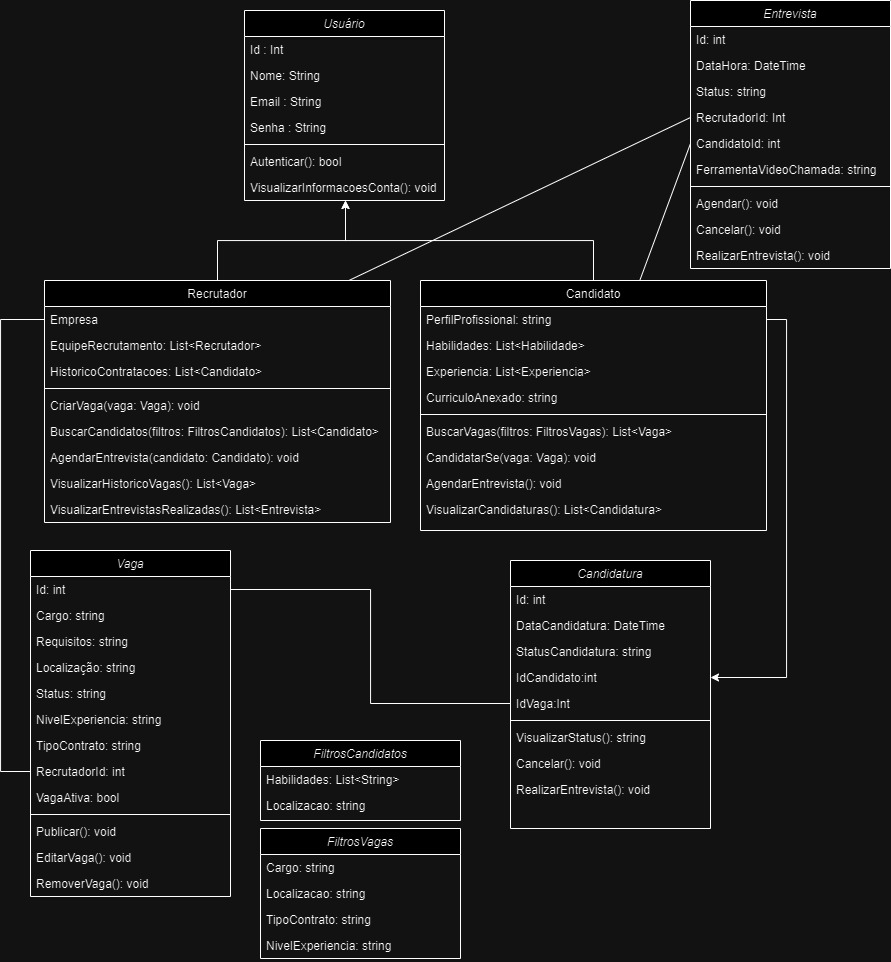 Usuário
Id : Int
Nome: String
Email : String
Senha : String
Autenticar(): bool
VisualizarInformacoesConta(): void
Entrevista
Id: int
DataHora: DateTime
Status: string
RecrutadorId: Int
CandidatoId: int
FerramentaVideoChamada: string
Agendar(): void
Cancelar(): void
RealizarEntrevista(): void
Recrutador
Empresa
EquipeRecrutamento: List<Recrutador>
HistoricoContratacoes: List<Candidato>
CriarVaga(vaga: Vaga): void
BuscarCandidatos(filtros: FiltrosCandidatos): List<Candidato>
AgendarEntrevista(candidato: Candidato): void
VisualizarHistoricoVagas(): List<Vaga>
VisualizarEntrevistasRealizadas(): List<Entrevista>
Candidato
PerfilProfissional: string
Habilidades: List<Habilidade>
Experiencia: List<Experiencia>
CurriculoAnexado: string
BuscarVagas(filtros: FiltrosVagas): List<Vaga>
CandidatarSe(vaga: Vaga): void
AgendarEntrevista(): void
VisualizarCandidaturas(): List<Candidatura>
Vaga
Id: int
Cargo: string
Requisitos: string
Localização: string
Status: string
NivelExperiencia: string
TipoContrato: string
RecrutadorId: int
VagaAtiva: bool
Publicar(): void
EditarVaga(): void
RemoverVaga(): void
Candidatura
Id: int
DataCandidatura: DateTime
StatusCandidatura: string
IdCandidato:int
IdVaga:Int
VisualizarStatus(): string
Cancelar(): void
RealizarEntrevista(): void
FiltrosCandidatos
Habilidades: List<String>
Localizacao: string
FiltrosVagas
Cargo: string
Localizacao: string
TipoContrato: string
NivelExperiencia: string